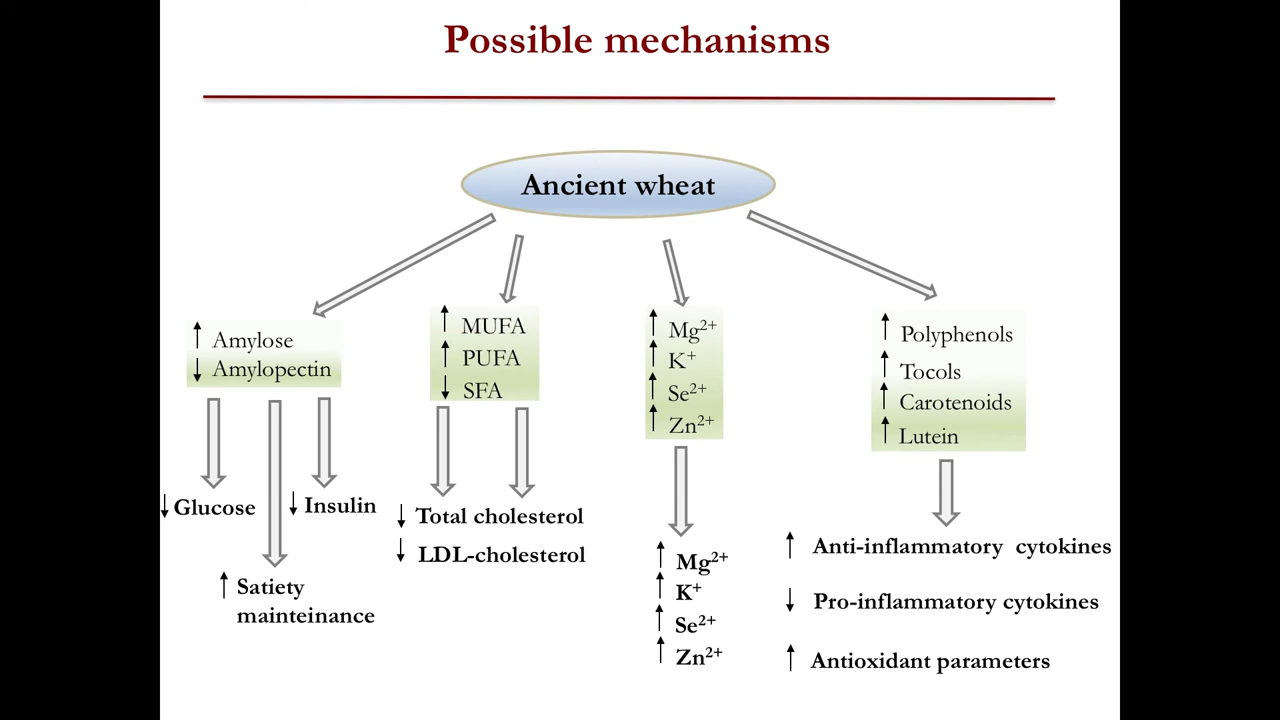 Possible mechanisms
Ancient wheat
↑ Amylose
↓ Amylopectin
↓ Glucose
↓ Insulin
↑ Satiety
mainteinance
↑ MUFA
↑ PUFA
↓ SFA
↓ Total cholesterol
↓ LDL-cholesterol
↑ Mg²⁺
↑ K⁺
↑ Se²⁺
↑ Zn²⁺
↑ Mg²⁺
↑ K⁺
↑ Se²⁺
↑ Zn²⁺
↑ Polyphenols
↑ Tocols
↑ Carotenoids
↑ Lutein
↑ Anti-inflammatory cytokines
↓ Pro-inflammatory cytokines
↑ Antioxidant parameters